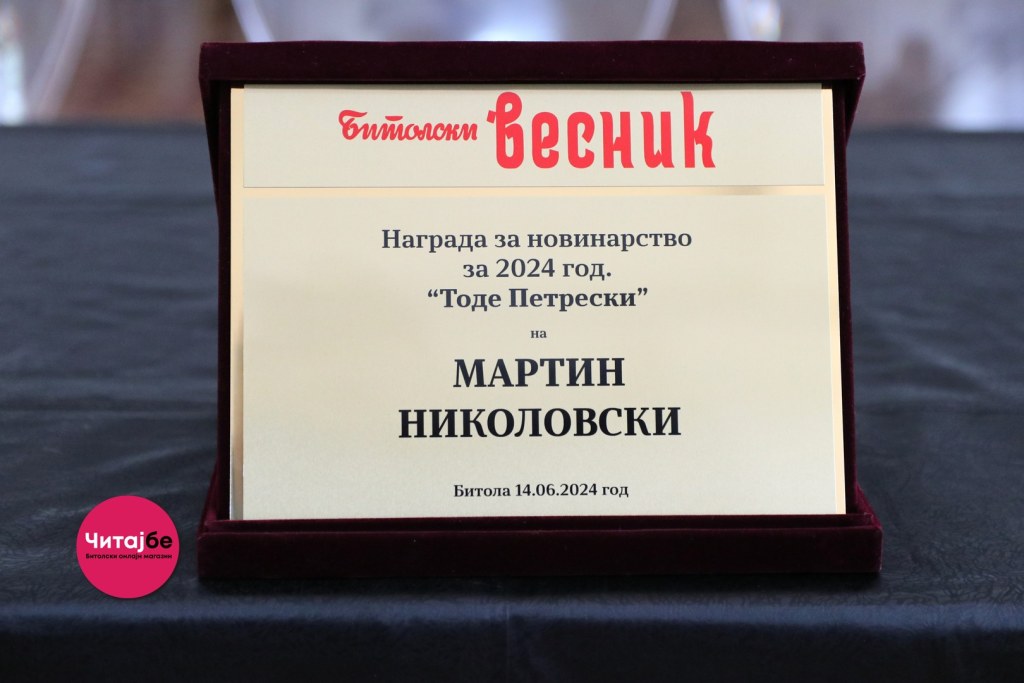 Битолски весник
Награда за новинарство
за 2024 год.
“Тоде Петрески”
на
МАРТИН
НИКОЛОВСКИ
Битола 14.06.2024 год
Читајбе
Битолски онлајн магазин